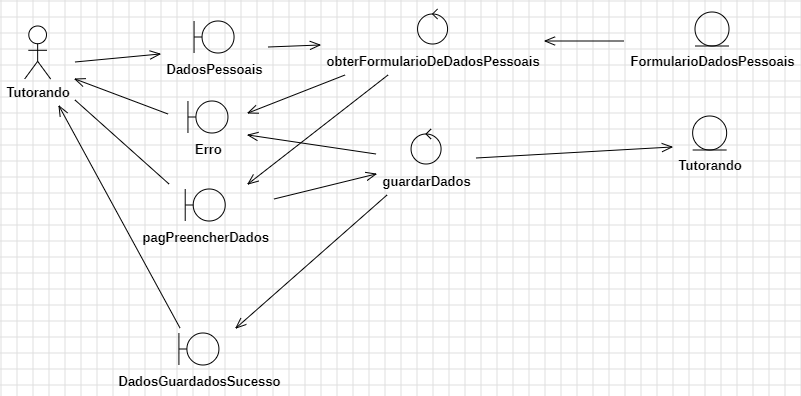 DadosPessoais
obterFormularioDeDadosPessoais
FormularioDadosPessoais
Tutorando
Erro
guardarDados
Tutorando
pagPreencherDados
DadosGuardadosSucesso